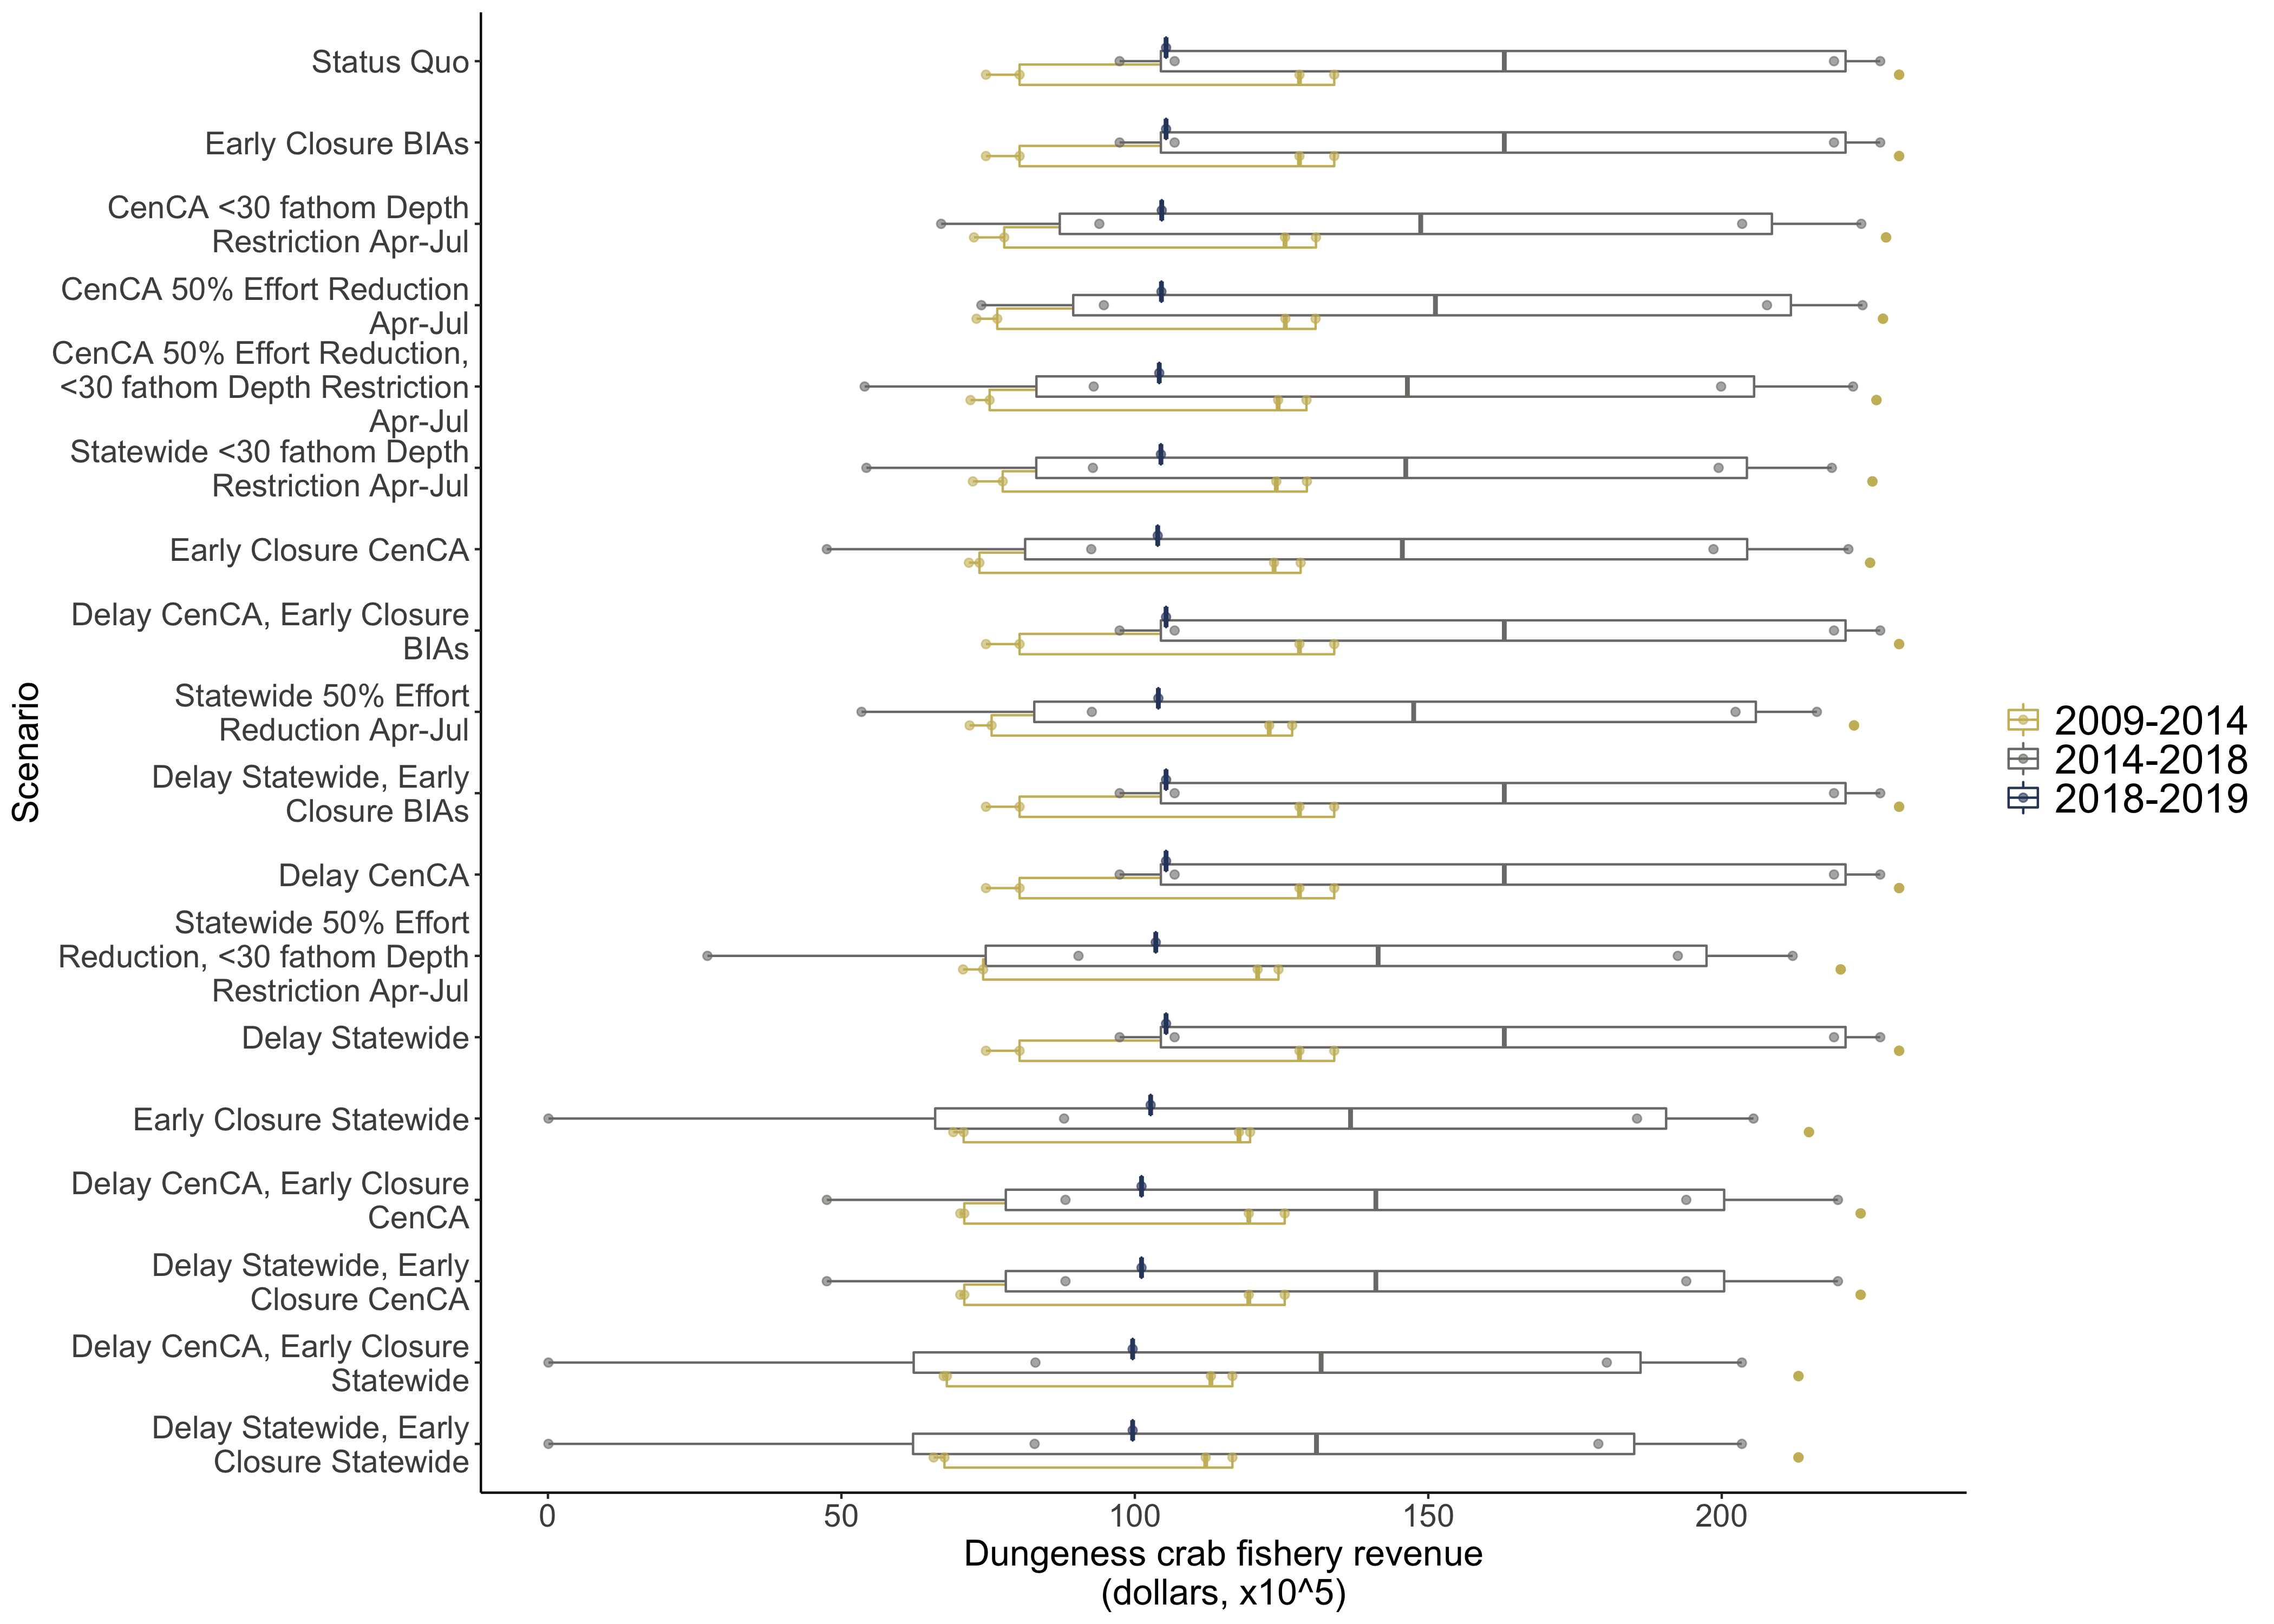 Status Quo
Early Closure BIAs
CenCA <30 fathom Depth
Restriction Apr-Jul
CenCA 50% Effort Reduction
Apr-Jul
CenCA 50% Effort Reduction,
<30 fathom Depth Restriction
Apr-Jul
Statewide <30 fathom Depth
Restriction Apr-Jul
Early Closure CenCA
Delay CenCA, Early Closure
BIAs
Statewide 50% Effort
Reduction Apr-Jul
Delay Statewide, Early
Closure BIAs
Delay CenCA
Statewide 50% Effort
Reduction, <30 fathom Depth
Restriction Apr-Jul
Delay Statewide
Early Closure Statewide
Delay CenCA, Early Closure
CenCA
Delay Statewide, Early
Closure CenCA
Delay CenCA, Early Closure
Statewide
Delay Statewide, Early
Closure Statewide
Scenario
0 50 100 150 200
Dungeness crab fishery revenue
(dollars, x10^5)
2009-2014
2014-2018
2018-2019